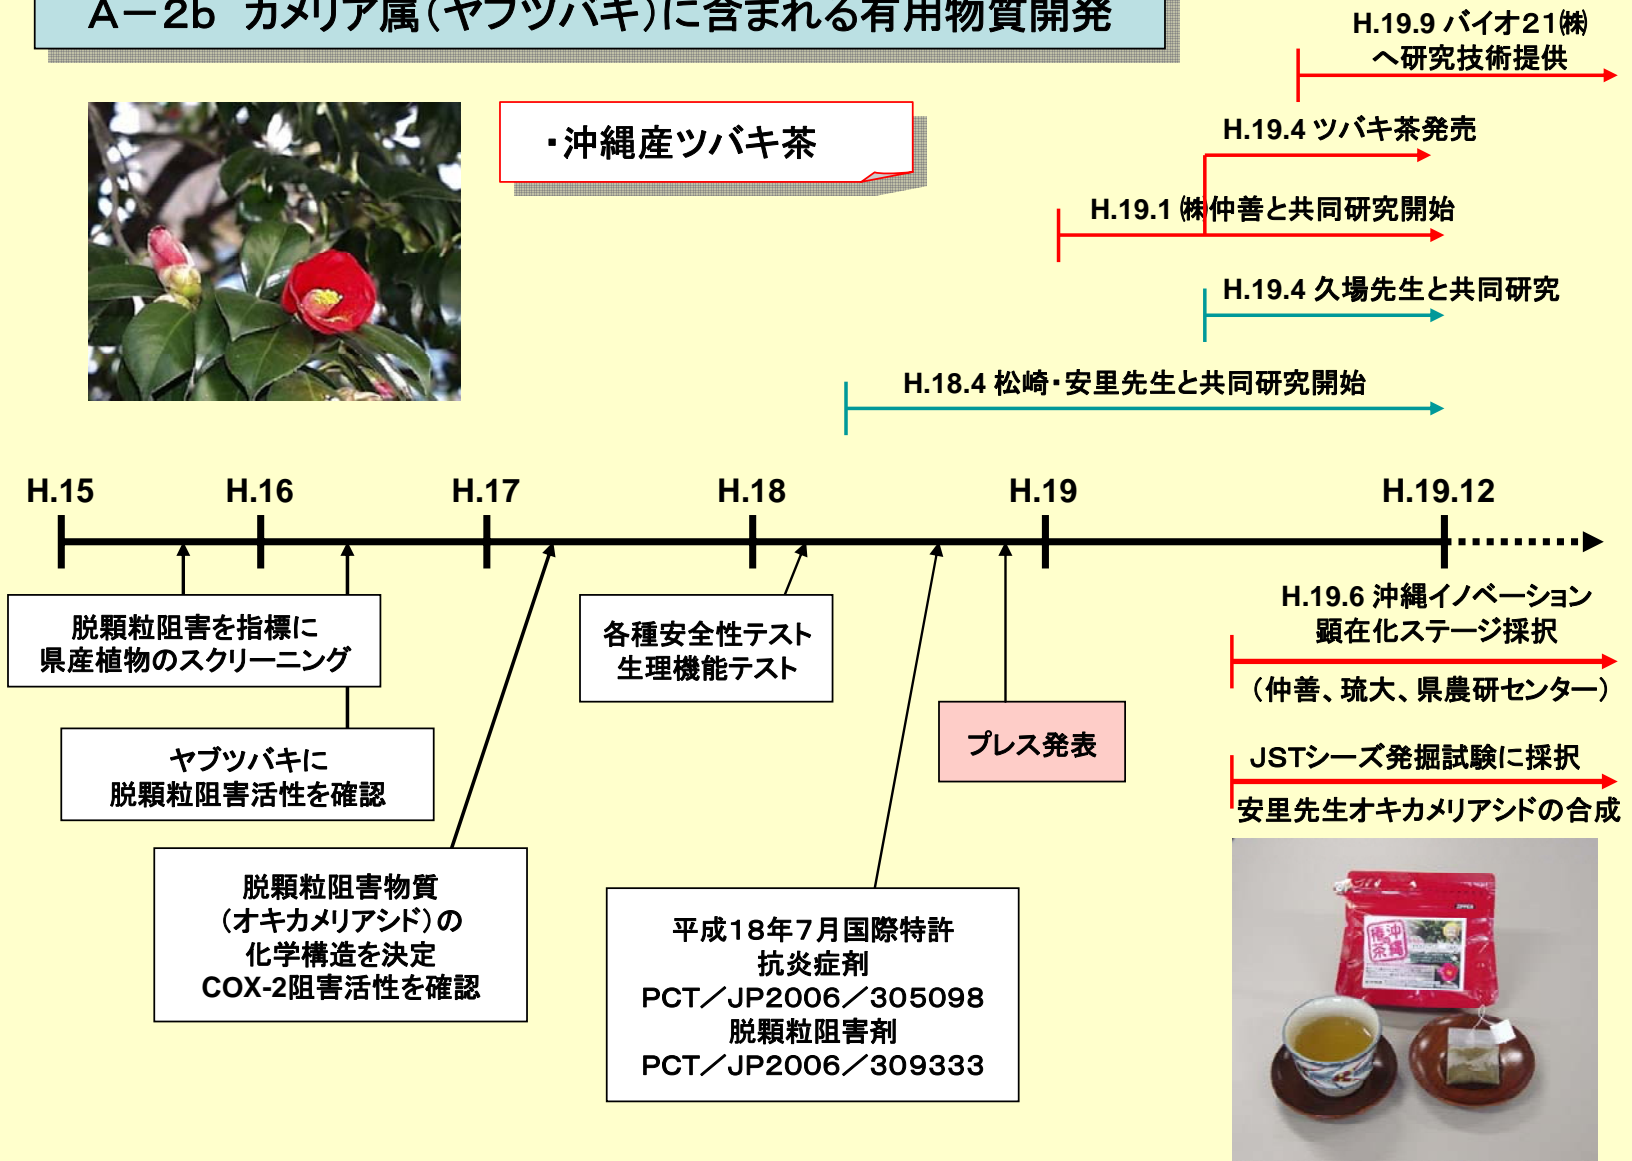 A－2b カメリア属（ヤブツバキ）に含まれる有用物質開発
H.19.9 バイオ21㈱
へ研究技術提供
・沖縄産ツバキ茶
H.19.4 ツバキ茶発売
H.19.1 ㈱仲善と共同研究開始
H.19.4 久場先生と共同研究
H.18.4 松崎・安里先生と共同研究開始
H.15
H.16
H.17
H.18
H.19
H.19.12
脱顆粒阻害を指標に
県産植物のスクリーニング
ヤブツバキに
脱顆粒阻害活性を確認
脱顆粒阻害物質
（オキカメリアシド）の
化学構造を決定
COX-2阻害活性を確認
各種安全性テスト
生理機能テスト
平成18年7月国際特許
抗炎症剤
PCT／JP2006／305098
脱顆粒阻害剤
PCT／JP2006／309333
プレス発表
H.19.6 沖縄イノベーション
顕在化ステージ採択
（仲善、琉大、県農研センター）
JSTシーズ発掘試験に採択
安里先生オキカメリアシドの合成
沖縄
椿茶